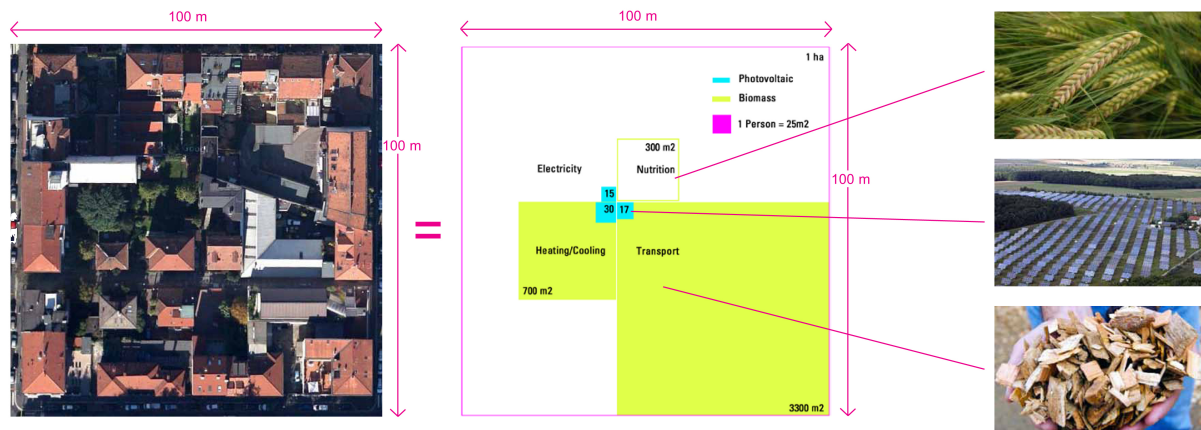 100 m
100 m
100 m
100 m
=
1 ha
Photovoltaic
Biomass
1 Person = 25m2
300 m2
Electricity
Nutrition
15
30
17
Heating/Cooling
Transport
700 m2
3300 m2